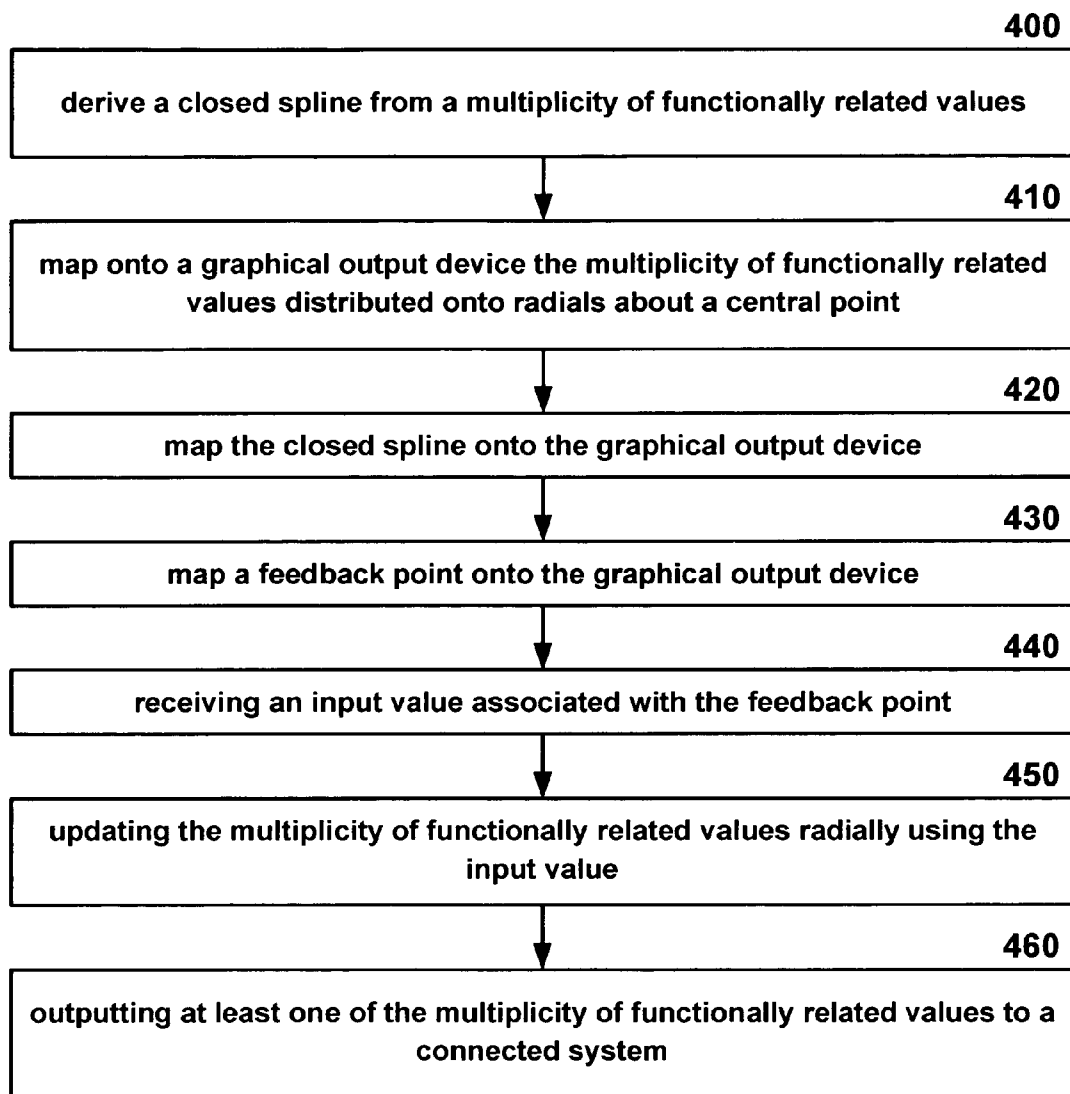 400
derive a closed spline from a multiplicity of functionally related values
410
map onto a graphical output device the multiplicity of functionally related
values distributed onto radials about a central point
420
map the closed spline onto the graphical output device
430
map a feedback point onto the graphical output device
440
receiving an input value associated with the feedback point
450
updating the multiplicity of functionally related values radially using the
input value
460
outputting at least one of the multiplicity of functionally related values to a
connected system